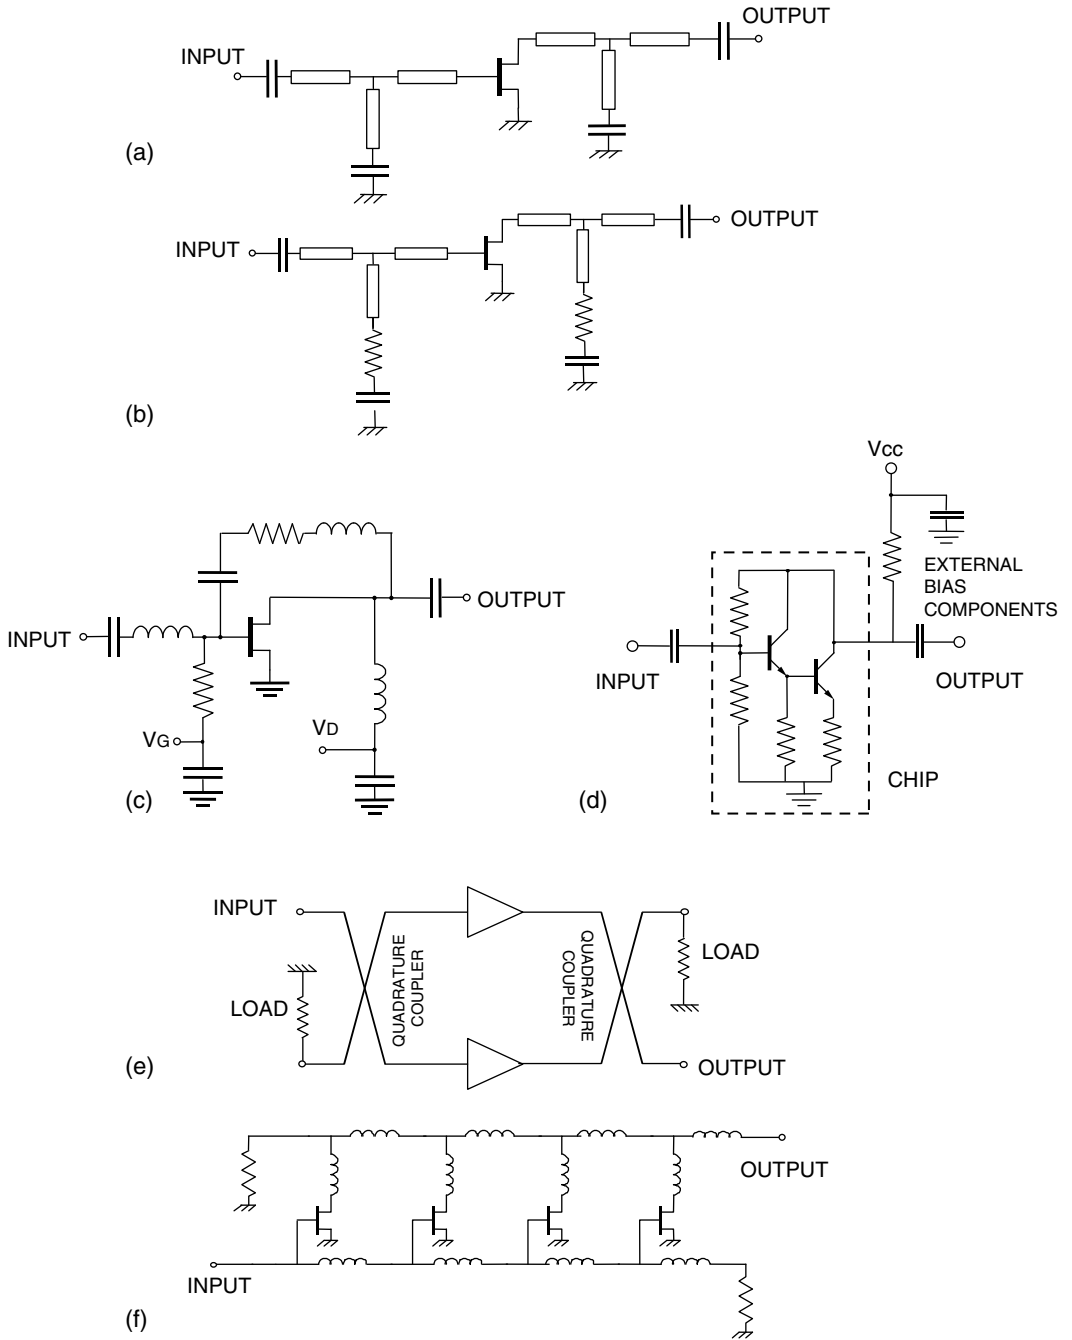 OUTPUT
INPUT
(a)
OUTPUT
INPUT
(b)
VCC
EXTERNAL
BIAS
COMPONENTS
OUTPUT
INPUT
INPUT
OUTPUT
VG
VD
CHIP
(c)
(d)
INPUT
QUADRATURE
COUPLER
QUADRATURE
COUPLER
LOAD
LOAD
OUTPUT
(e)
OUTPUT
INPUT
(f)